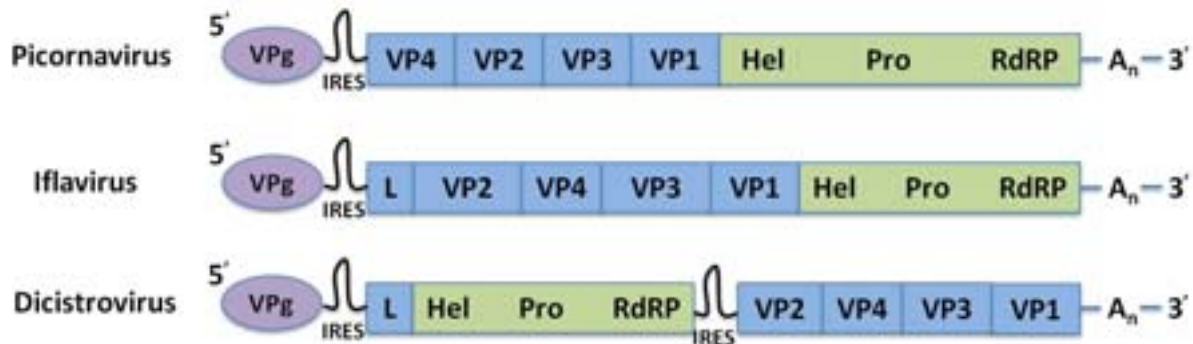 5′
Picornavirus VPg IRES VP4 VP2 VP3 VP1 Hel Pro RdRP Aₙ 3′
5′
Iflavirus VPg IRES L VP2 VP4 VP3 VP1 Hel Pro RdRP Aₙ 3′
5′
Dicistrovirus VPg IRES L Hel Pro RdRP IRES VP2 VP4 VP3 VP1 Aₙ 3′